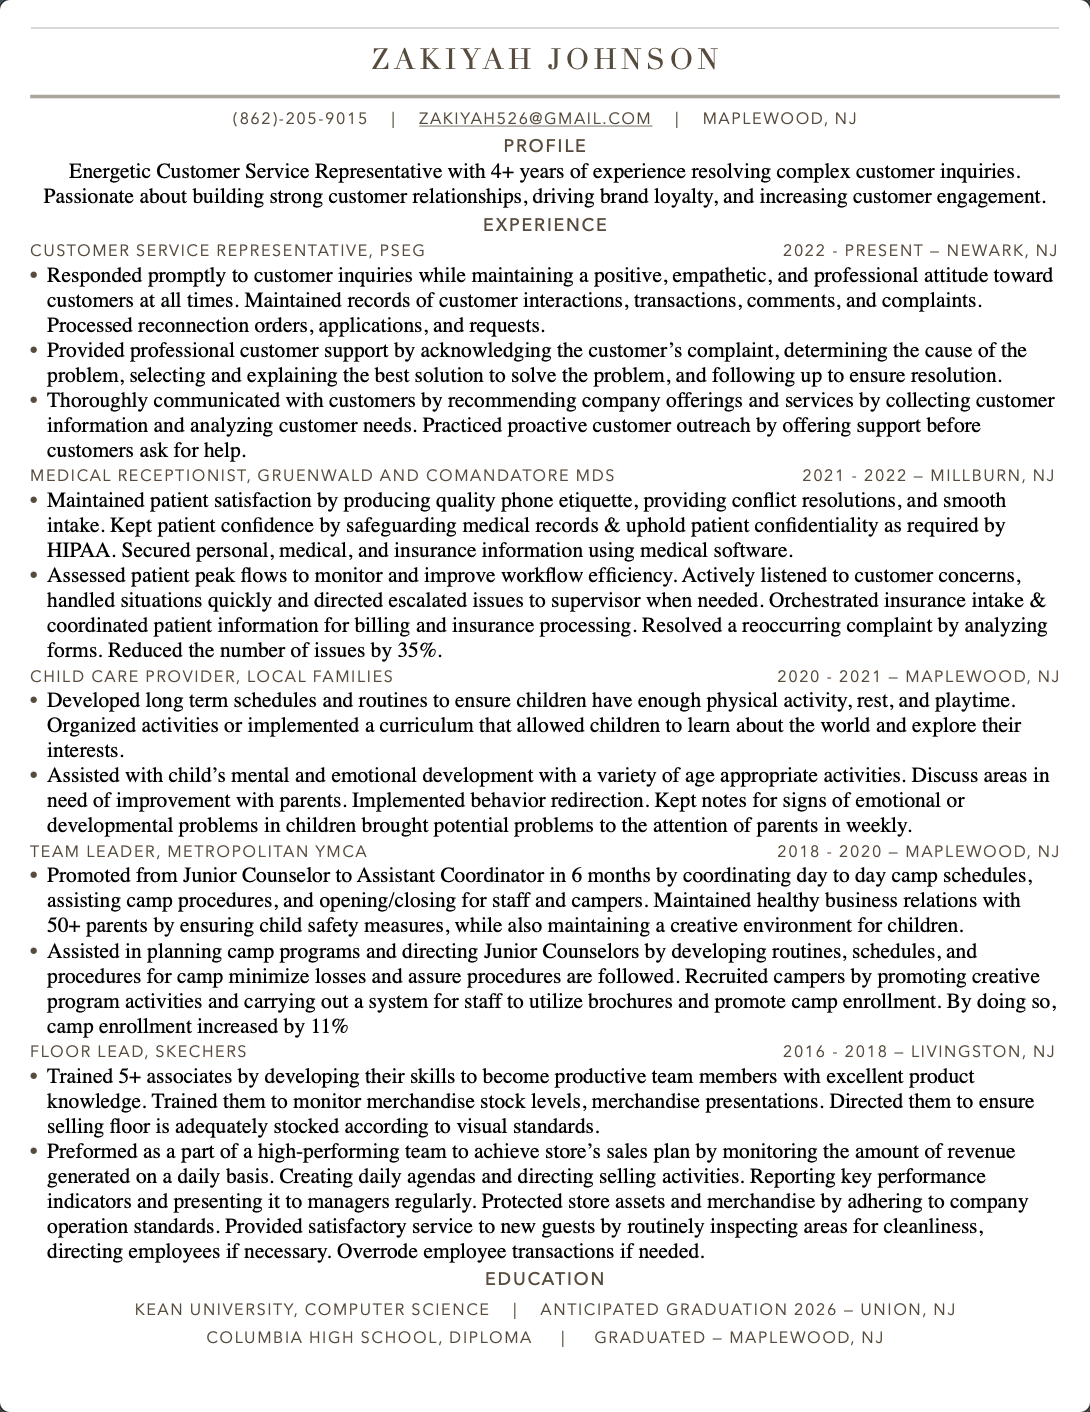 ZAKIYAH JOHNSON
(862)-205-9015 | ZAKIYAH526@GMAIL.COM | MAPLEWOOD, NJ
PROFILE
Energetic Customer Service Representative with 4+ years of experience resolving complex customer inquiries.
Passionate about building strong customer relationships, driving brand loyalty, and increasing customer engagement.
EXPERIENCE
CUSTOMER SERVICE REPRESENTATIVE, PSEG 2022 - PRESENT – NEWARK, NJ
• Responded promptly to customer inquiries while maintaining a positive, empathetic, and professional attitude toward
customers at all times. Maintained records of customer interactions, transactions, comments, and complaints.
Processed reconnection orders, applications, and requests.
• Provided professional customer support by acknowledging the customer’s complaint, determining the cause of the
problem, selecting and explaining the best solution to solve the problem, and following up to ensure resolution.
• Thoroughly communicated with customers by recommending company offerings and services by collecting customer
information and analyzing customer needs. Practiced proactive customer outreach by offering support before
customers ask for help.
MEDICAL RECEPTIONIST, GRUENWALD AND COMANDATORE MDS 2021 - 2022 – MILLBURN, NJ
• Maintained patient satisfaction by producing quality phone etiquette, providing conflict resolutions, and smooth
intake. Kept patient confidence by safeguarding medical records & uphold patient confidentiality as required by
HIPAA. Secured personal, medical, and insurance information using medical software.
• Assessed patient peak flows to monitor and improve workflow efficiency. Actively listened to customer concerns,
handled situations quickly and directed escalated issues to supervisor when needed. Orchestrated insurance intake &
coordinated patient information for billing and insurance processing. Resolved a reoccurring complaint by analyzing
forms. Reduced the number of issues by 35%.
CHILD CARE PROVIDER, LOCAL FAMILIES 2020 - 2021 – MAPLEWOOD, NJ
• Developed long term schedules and routines to ensure children have enough physical activity, rest, and playtime.
Organized activities or implemented a curriculum that allowed children to learn about the world and explore their
interests.
• Assisted with child’s mental and emotional development with a variety of age appropriate activities. Discuss areas in
need of improvement with parents. Implemented behavior redirection. Kept notes for signs of emotional or
developmental problems in children brought potential problems to the attention of parents in weekly.
TEAM LEADER, METROPOLITAN YMCA 2018 - 2020 – MAPLEWOOD, NJ
• Promoted from Junior Counselor to Assistant Coordinator in 6 months by coordinating day to day camp schedules,
assisting camp procedures, and opening/closing for staff and campers. Maintained healthy business relations with
50+ parents by ensuring child safety measures, while also maintaining a creative environment for children.
• Assisted in planning camp programs and directing Junior Counselors by developing routines, schedules, and
procedures for camp minimize losses and assure procedures are followed. Recruited campers by promoting creative
program activities and carrying out a system for staff to utilize brochures and promote camp enrollment. By doing so,
camp enrollment increased by 11%
FLOOR LEAD, SKECHERS 2016 - 2018 – LIVINGSTON, NJ
• Trained 5+ associates by developing their skills to become productive team members with excellent product
knowledge. Trained them to monitor merchandise stock levels, merchandise presentations. Directed them to ensure
selling floor is adequately stocked according to visual standards.
• Preformed as a part of a high-performing team to achieve store’s sales plan by monitoring the amount of revenue
generated on a daily basis. Creating daily agendas and directing selling activities. Reporting key performance
indicators and presenting it to managers regularly. Protected store assets and merchandise by adhering to company
operation standards. Provided satisfactory service to new guests by routinely inspecting areas for cleanliness,
directing employees if necessary. Overrode employee transactions if needed.
EDUCATION
KEAN UNIVERSITY, COMPUTER SCIENCE | ANTICIPATED GRADUATION 2026 – UNION, NJ
COLUMBIA HIGH SCHOOL, DIPLOMA | GRADUATED – MAPLEWOOD, NJ